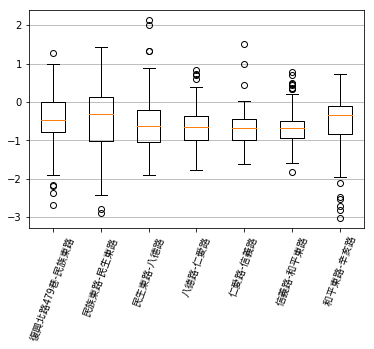 2
1
0
−1
−2
−3
復興北路479巷-民族東路
民族東路-民生東路
民生東路-八德路
八德路-仁愛路
仁愛路-信義路
信義路-和平東路
和平東路-辛亥路